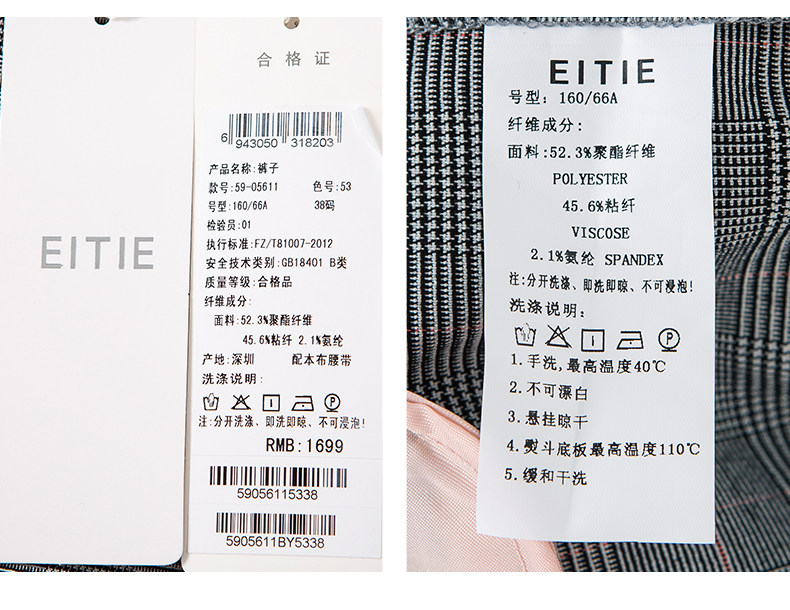 EITIE
合格证
6 943050 318203
产品名称:裤子
款号:59-05611 色号:53
号型:160/66A 38码
检验员:01
执行标准:FZ/T81007-2012
安全技术类别:GB18401 B类
质量等级:合格品
纤维成分:
面料:52.3%聚酯纤维
45.6%粘纤 2.1%氨纶
产地:深圳 配本布腰带
洗涤说明:
P
注:分开洗涤、即洗即晾、不可浸泡!
RMB:1699
59056115338
5905611BY5338
EITIE
号型: 160/66A
纤维成分:
面料:52.3%聚酯纤维
POLYESTER
45.6%粘纤
VISCOSE
2.1%氨纶 SPANDEX
注:分开洗涤、即洗即晾、不可浸泡!
洗涤说明:
P
1.手洗,最高温度40℃
2.不可漂白
3.悬挂晾干
4.熨斗底板最高温度110℃
5.缓和干洗